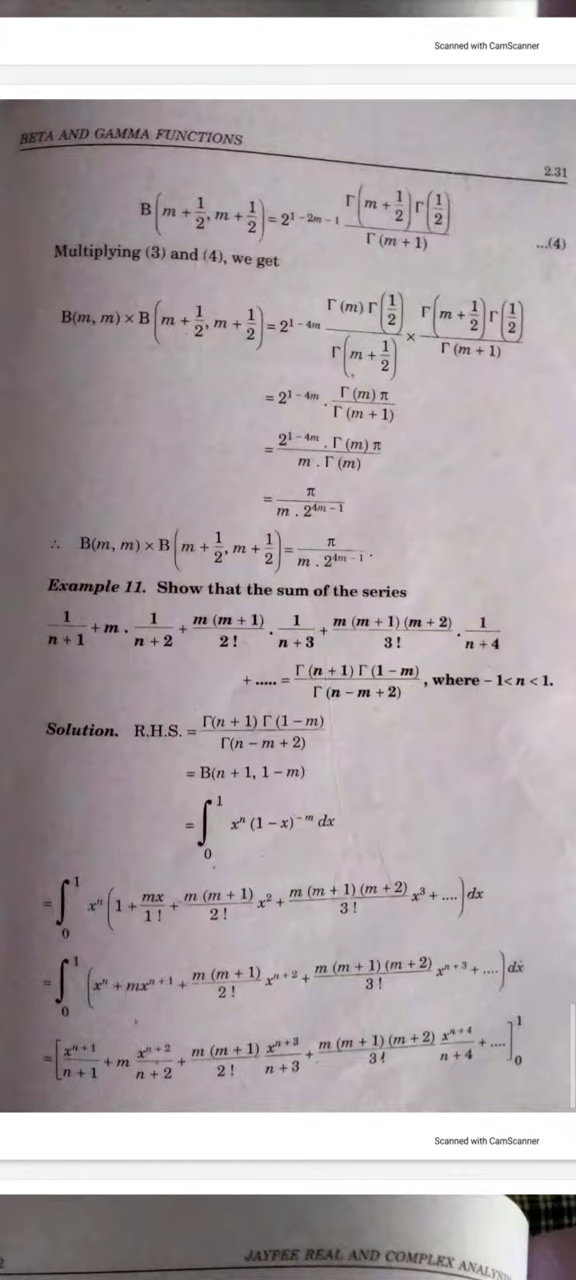 Scanned with CamScanner
BETA AND GAMMA FUNCTIONS
2.31
B(m + 1/2, m + 1/2) = 2^{1 – 2m – 1} Γ(m + 1/2) Γ(1/2) / Γ (m + 1) ...(4)
Multiplying (3) and (4), we get
B(m, m) × B(m + 1/2, m + 1/2) = 2^{1 – 4m} Γ (m) Γ(1/2) / Γ(m + 1/2) × Γ(m + 1/2) Γ(1/2) / Γ (m + 1)
= 2^{1 – 4m} . Γ (m) π / Γ (m + 1)
= 2^{1 – 4m} . Γ (m) π / m . Γ (m)
= π / m . 2^{4m – 1}
∴ B(m, m) × B(m + 1/2, m + 1/2) = π / m . 2^{4m – 1} .
Example 11. Show that the sum of the series
1/(n + 1) + m . 1/(n + 2) + m (m + 1)/2 ! . 1/(n + 3) + m (m + 1) (m + 2)/3 ! . 1/(n + 4)
+ ..... = Γ (n + 1) Γ (1 – m) / Γ (n – m + 2) , where – 1< n < 1.
Solution. R.H.S. = Γ(n + 1) Γ (1 – m) / Γ(n – m + 2)
= B(n + 1, 1 – m)
= ∫_0^1 x^n (1 – x)^{– m} dx
= ∫_0^1 x^n (1 + mx/1 ! + m (m + 1)/2 ! x^2 + m (m + 1) (m + 2)/3 ! x^3 + ....) dx
= ∫_0^1 (x^n + mx^{n + 1} + m (m + 1)/2 ! x^{n + 2} + m (m + 1) (m + 2)/3 ! x^{n + 3} + ....) dx
= [x^{n + 1}/(n + 1) + m x^{n + 2}/(n + 2) + m (m + 1)/2 ! x^{n + 3}/(n + 3) + m (m + 1) (m + 2)/3 ! x^{n + 4}/(n + 4) + ....]_0^1
Scanned with CamScanner
JAYPEE REAL AND COMPLEX